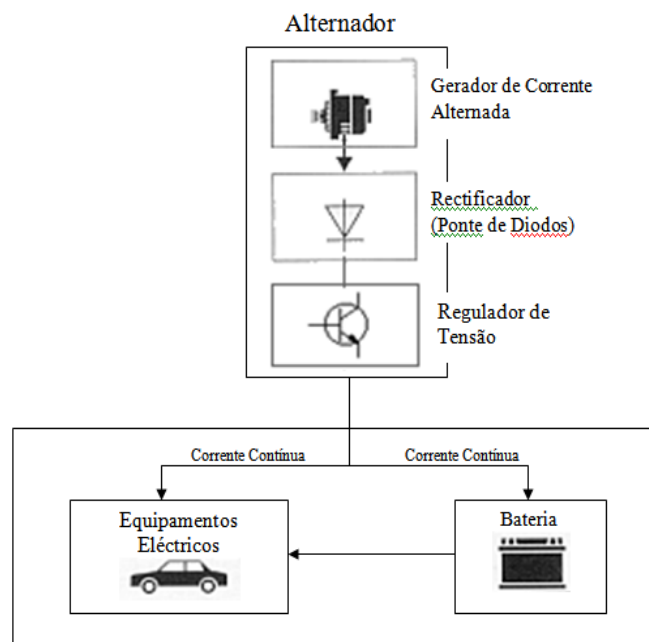 Alternador
Gerador de Corrente
Alternada
Rectificador
(Ponte de Diodos)
Regulador de
Tensão
Corrente Contínua
Corrente Contínua
Equipamentos
Eléctricos
Bateria